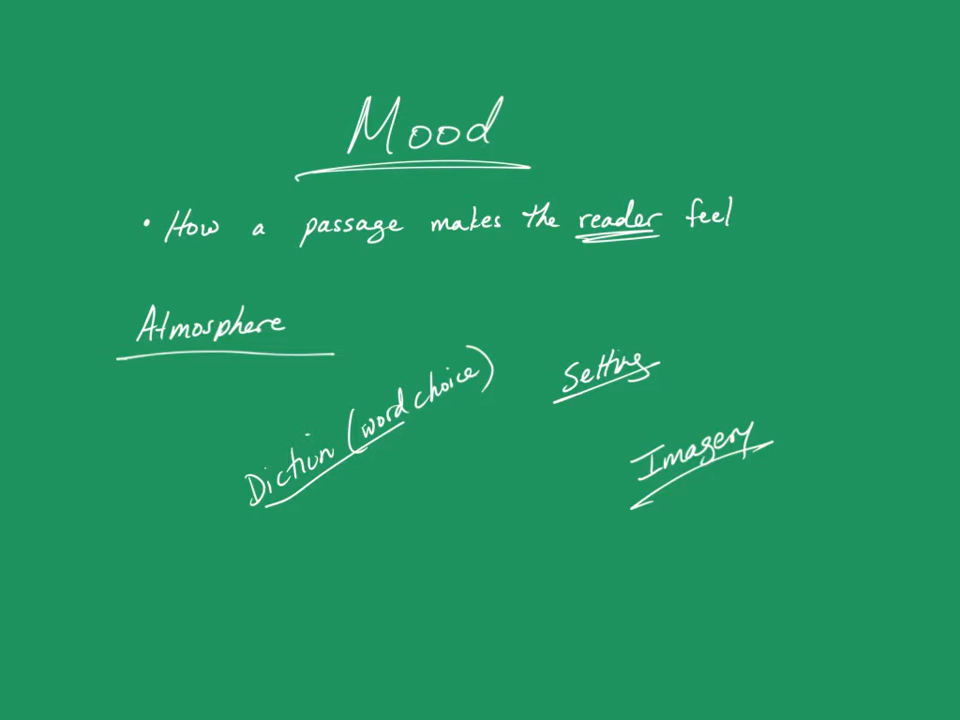 Mood
• How a passage makes the reader feel
Atmosphere
Diction (word choice)
Setting
Imagery